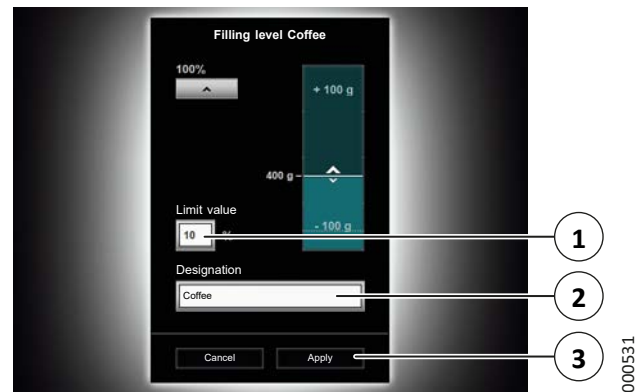 Filling level Coffee
100%
+ 100 g
400 g
- 100 g
Limit value
10 %
1
Designation
Coffee
2
Cancel Apply
3
000531